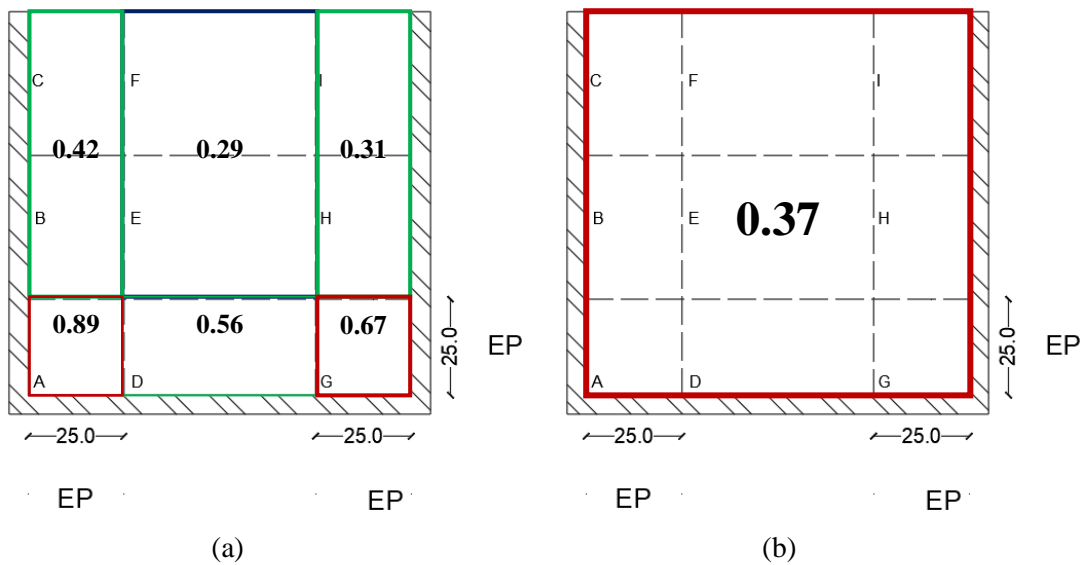 C F I
0.42 0.29 0.31
B E H
0.89 0.56 0.67
A D G
25.0
EP
25.0 25.0
EP EP
(a)
C F I
B E 0.37 H
A D G
25.0
EP
25.0 25.0
EP EP
(b)